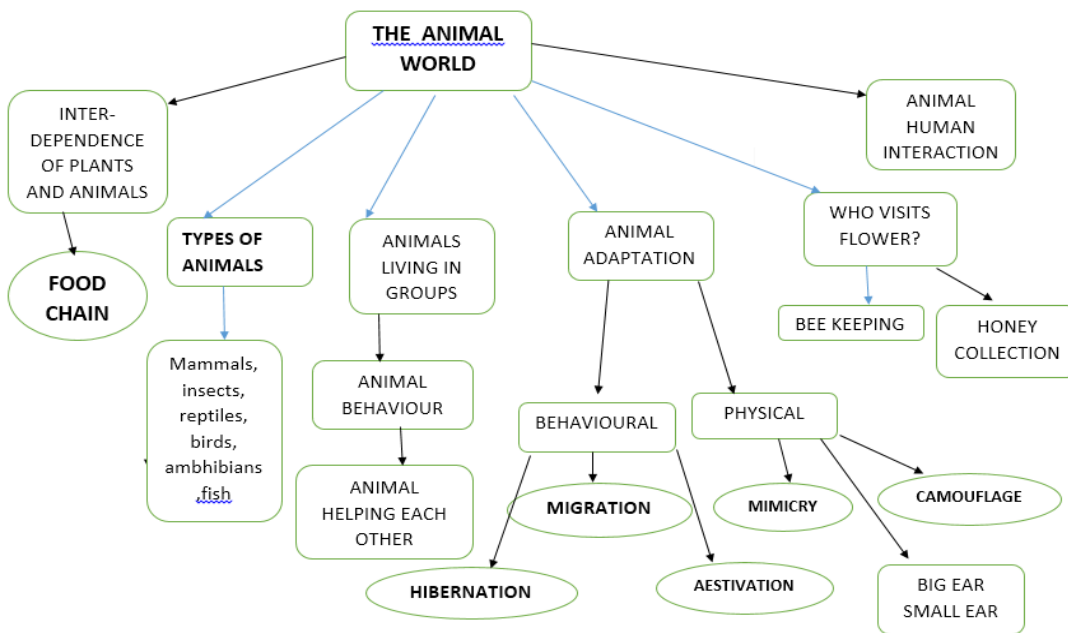 THE ANIMAL
WORLD
INTER-
DEPENDENCE
OF PLANTS
AND ANIMALS
ANIMAL
HUMAN
INTERACTION
TYPES OF
ANIMALS
ANIMALS
LIVING IN
GROUPS
ANIMAL
ADAPTATION
WHO VISITS
FLOWER?
FOOD
CHAIN
BEE KEEPING
HONEY
COLLECTION
Mammals,
insects,
reptiles,
birds,
ambhibians
,fish
ANIMAL
BEHAVIOUR
BEHAVIOURAL
PHYSICAL
ANIMAL
HELPING EACH
OTHER
MIGRATION
MIMICRY
CAMOUFLAGE
HIBERNATION
AESTIVATION
BIG EAR
SMALL EAR